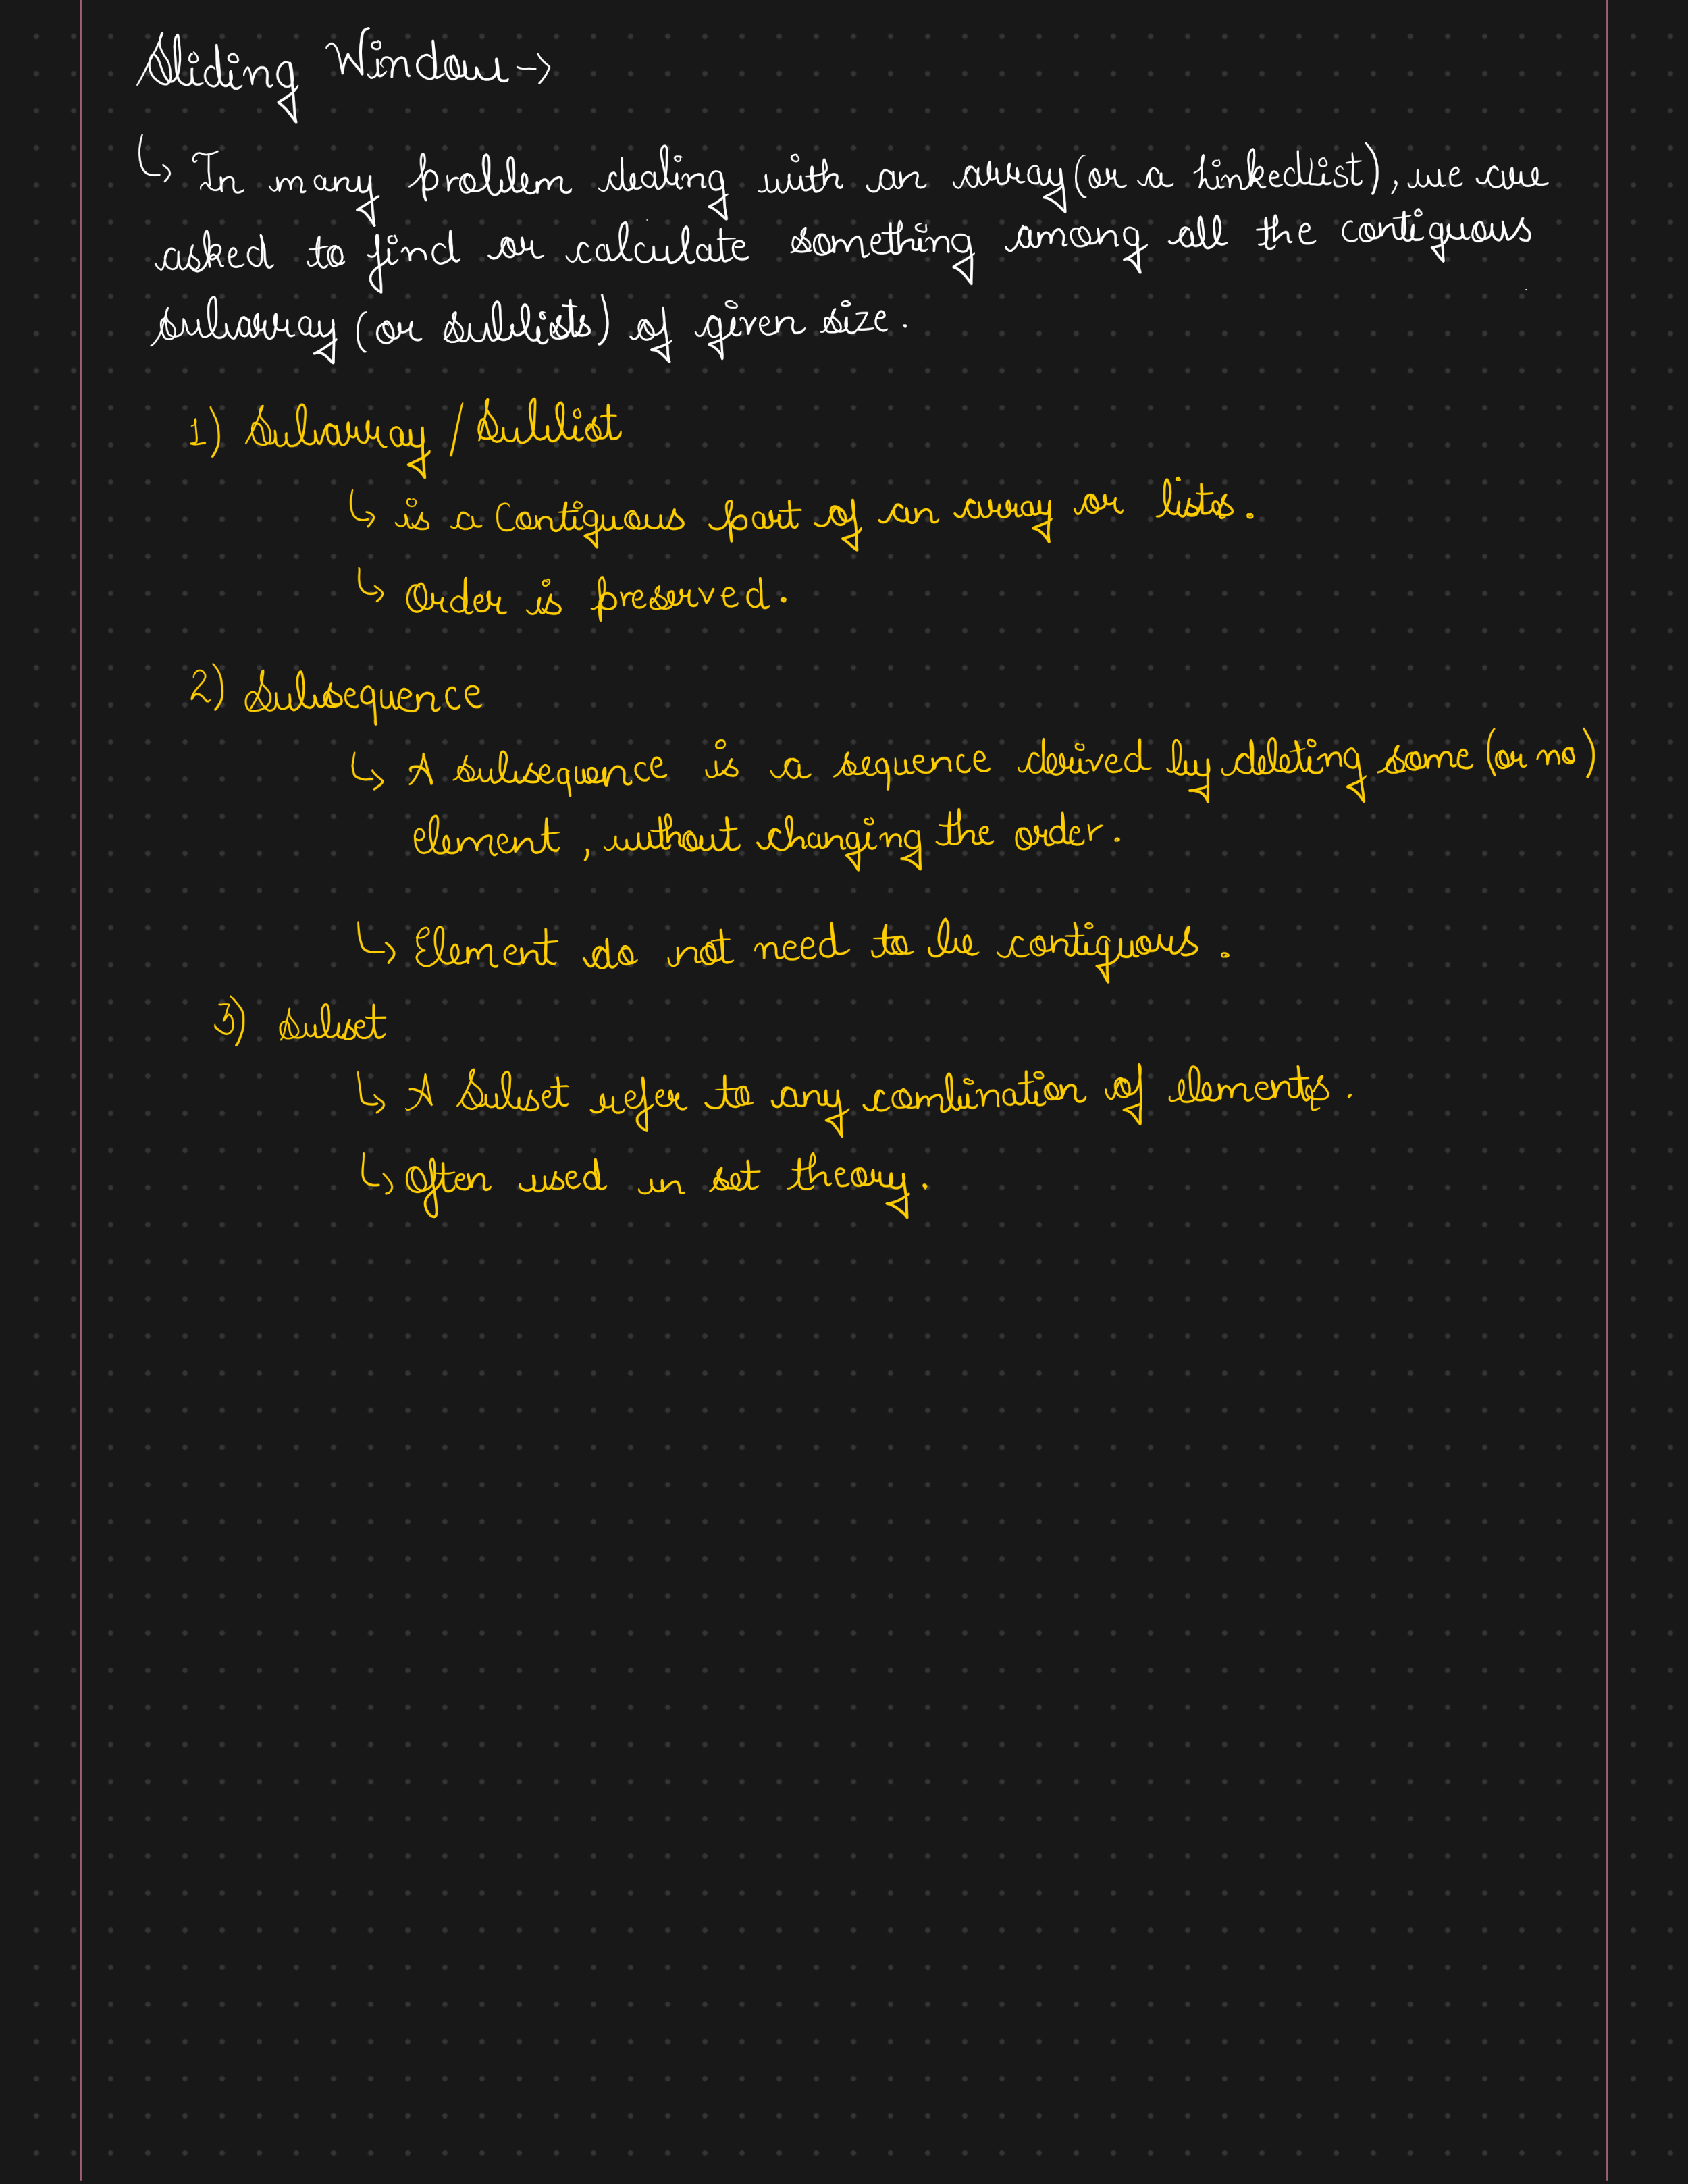 Sliding Window →
↳ In many problem dealing with an array (or a LinkedList), we are
asked to find or calculate something among all the contiguous
subarray (or sublists) of given size.
1) Subarray / Sublist
↳ is a Contiguous part of an array or lists.
↳ Order is preserved.
2) Subsequence
↳ A subsequence is a sequence derived by deleting some (or no)
element, without changing the order.
↳ Element do not need to be contiguous.
3) Subset
↳ A Subset refer to any combination of elements.
↳ Often used in set theory.